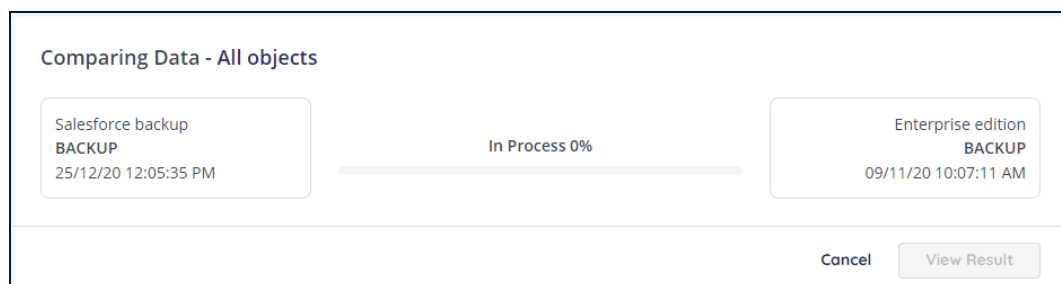 Comparing Data - All objects
Salesforce backup
BACKUP
25/12/20 12:05:35 PM
In Process 0%
Enterprise edition
BACKUP
09/11/20 10:07:11 AM
Cancel
View Result